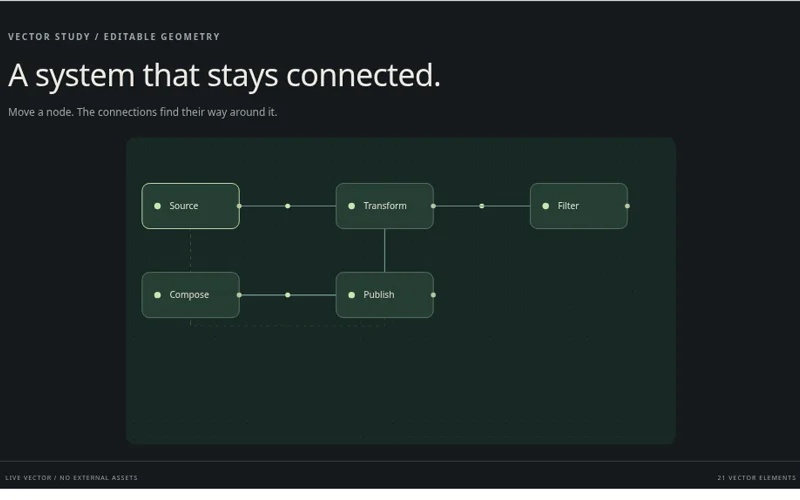 VECTOR STUDY / EDITABLE GEOMETRY
A system that stays connected.
Move a node. The connections find their way around it.
Source
Transform
Filter
Compose
Publish
LIVE VECTOR / NO EXTERNAL ASSETS
21 VECTOR ELEMENTS